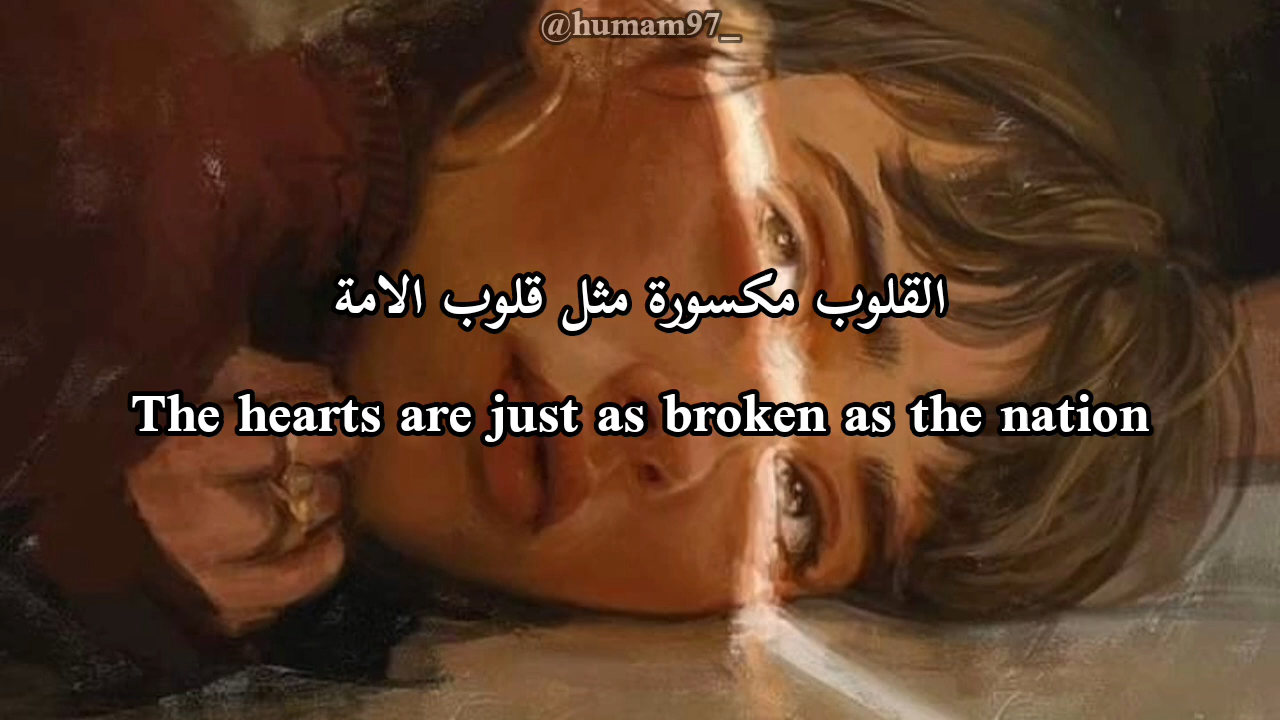 @humam97_
القلوب مكسورة مثل قلوب الامة
The hearts are just as broken as the nation